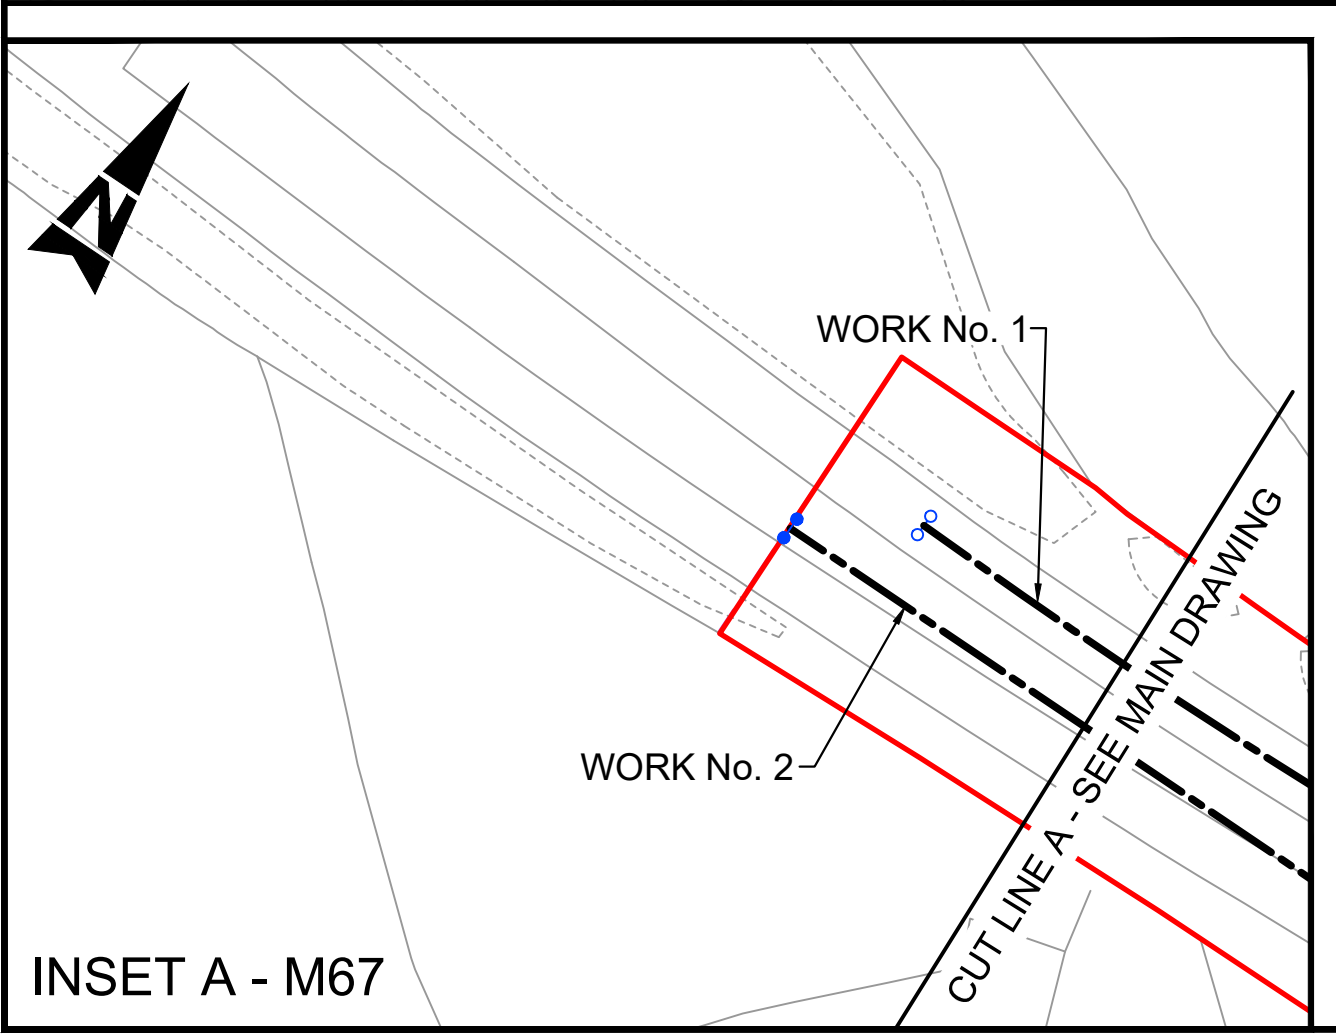 N
WORK No. 1
WORK No. 2
CUT LINE A - SEE MAIN DRAWING
INSET A - M67